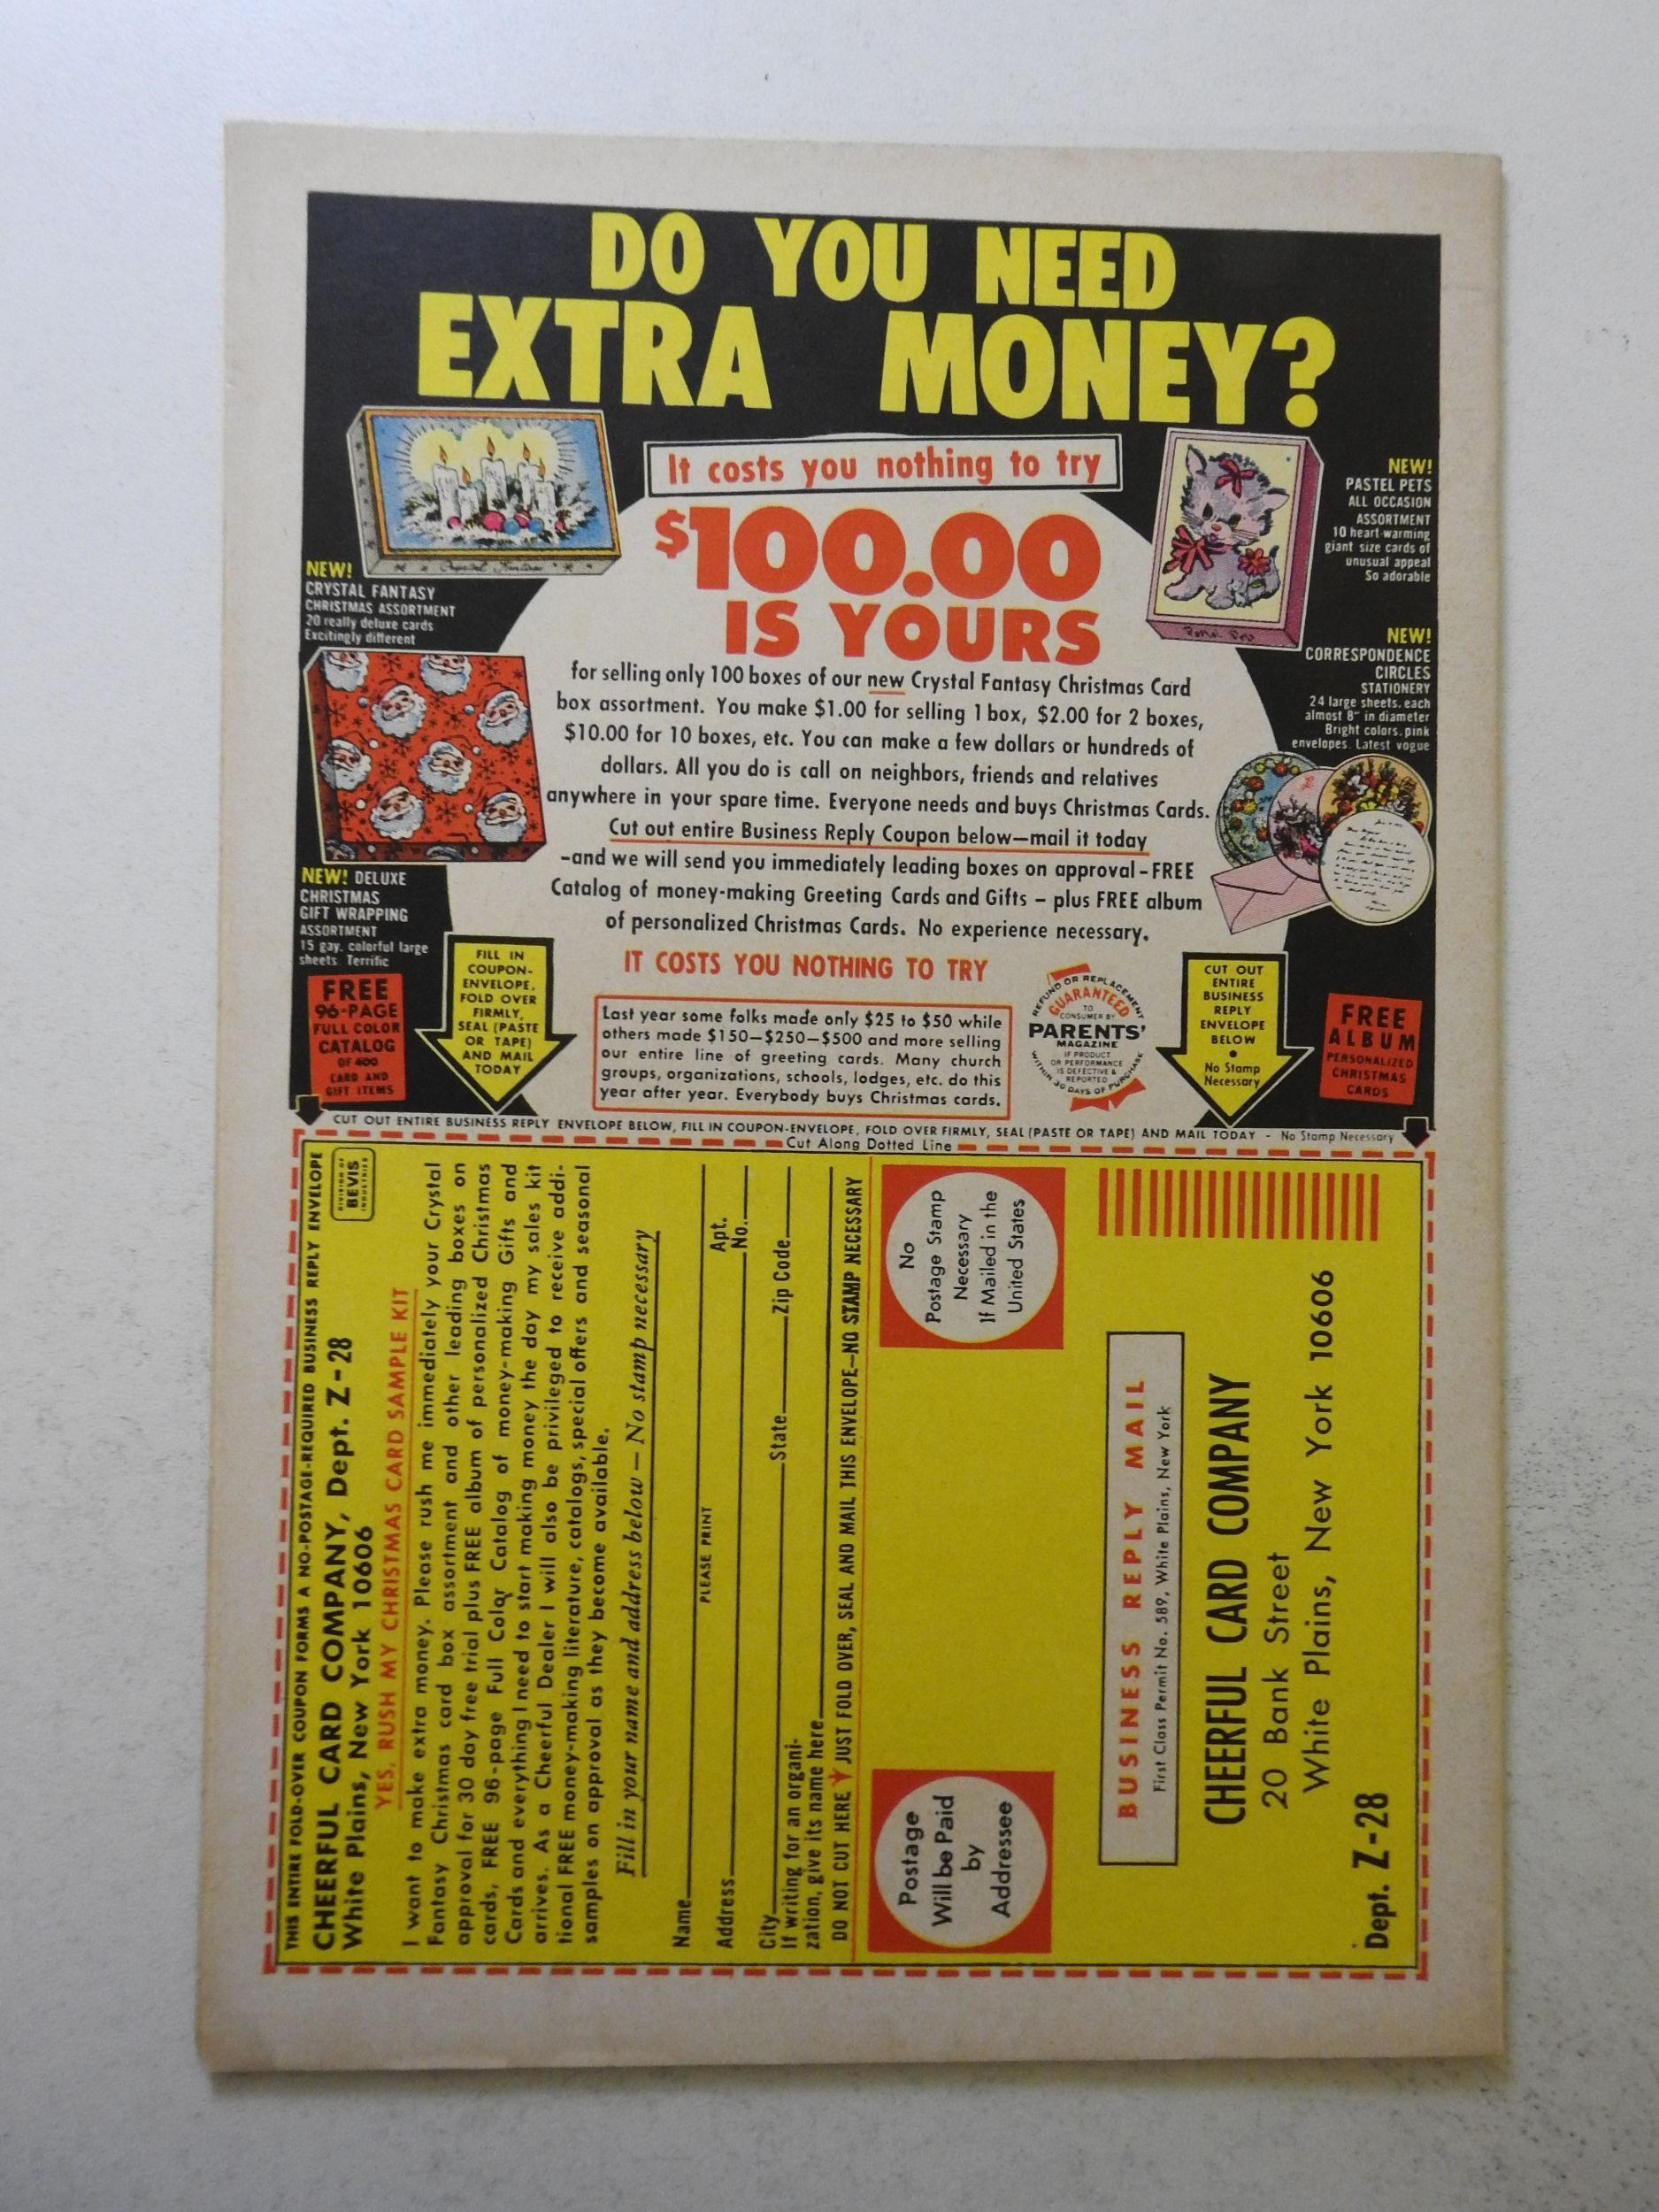 DO YOU NEED
EXTRA MONEY?
It costs you nothing to try
$100.00
IS YOURS
for selling only 100 boxes of our new Crystal Fantasy Christmas Card
box assortment. You make $1.00 for selling 1 box, $2.00 for 2 boxes,
$10.00 for 10 boxes, etc. You can make a few dollars or hundreds of
dollars. All you do is call on neighbors, friends and relatives
anywhere in your spare time. Everyone needs and buys Christmas Cards.
Cut out entire Business Reply Coupon below—mail it today
-and we will send you immediately leading boxes on approval - FREE
Catalog of money-making Greeting Cards and Gifts - plus FREE album
of personalized Christmas Cards. No experience necessary.
IT COSTS YOU NOTHING TO TRY
Last year some folks made only $25 to $50 while
others made $150—$250—$500 and more selling
our entire line of greeting cards. Many church
groups, organizations, schools, lodges, etc. do this
year after year. Everybody buys Christmas cards.
NEW!
CRYSTAL FANTASY
CHRISTMAS ASSORTMENT
20 really deluxe cards
Excitingly different
NEW! DELUXE
CHRISTMAS
GIFT WRAPPING
ASSORTMENT
15 gay, colorful large
sheets. Terrific
FREE
96-PAGE
FULL COLOR
CATALOG
OF 400
CARD AND
GIFT ITEMS
FILL IN
COUPON-
ENVELOPE,
FOLD OVER
FIRMLY,
SEAL (PASTE
OR TAPE)
AND MAIL
TODAY
NEW!
PASTEL PETS
ALL OCCASION
ASSORTMENT
10 heart-warming
giant size cards of
unusual appeal
So adorable
Pastel Pets
NEW!
CORRESPONDENCE
CIRCLES
STATIONERY
24 large sheets, each
almost 8" in diameter
Bright colors, pink
envelopes. Latest vogue
REFUND OR REPLACEMENT
GUARANTEED
TO
CONSUMER BY
PARENTS'
MAGAZINE
IF PRODUCT
OR PERFORMANCE
IS DEFECTIVE &
REPORTED
WITHIN 30 DAYS OF PURCHASE
CUT OUT
ENTIRE
BUSINESS
REPLY
ENVELOPE
BELOW
•
No Stamp
Necessary
FREE
ALBUM
PERSONALIZED
CHRISTMAS
CARDS
CUT OUT ENTIRE BUSINESS REPLY ENVELOPE BELOW, FILL IN COUPON-ENVELOPE, FOLD OVER FIRMLY, SEAL (PASTE OR TAPE) AND MAIL TODAY - No Stamp Necessary
Cut Along Dotted Line
THIS ENTIRE FOLD-OVER COUPON FORMS A NO-POSTAGE-REQUIRED BUSINESS REPLY ENVELOPE
CHEERFUL CARD COMPANY, Dept. Z-28
White Plains, New York 10606
DIVISION OF
BEVIS
INDUSTRIES
YES, RUSH MY CHRISTMAS CARD SAMPLE KIT
I want to make extra money. Please rush me immediately your Crystal
Fantasy Christmas card box assortment and other leading boxes on
approval for 30 day free trial plus FREE album of personalized Christmas
cards, FREE 96-page Full Color Catalog of money-making Gifts and
Cards and everything I need to start making money the day my sales kit
arrives. As a Cheerful Dealer I will also be privileged to receive addi-
tional FREE money-making literature, catalogs, special offers and seasonal
samples on approval as they become available.
Fill in your name and address below — No stamp necessary
Name
PLEASE PRINT
Address Apt. No.
City State Zip Code
If writing for an organi-
zation, give its name here
DO NOT CUT HERE JUST FOLD OVER, SEAL AND MAIL THIS ENVELOPE—NO STAMP NECESSARY
Postage
Will be Paid
by
Addressee
No
Postage Stamp
Necessary
If Mailed in the
United States
BUSINESS REPLY MAIL
First Class Permit No. 589, White Plains, New York
CHEERFUL CARD COMPANY
20 Bank Street
White Plains, New York 10606
Dept. Z-28